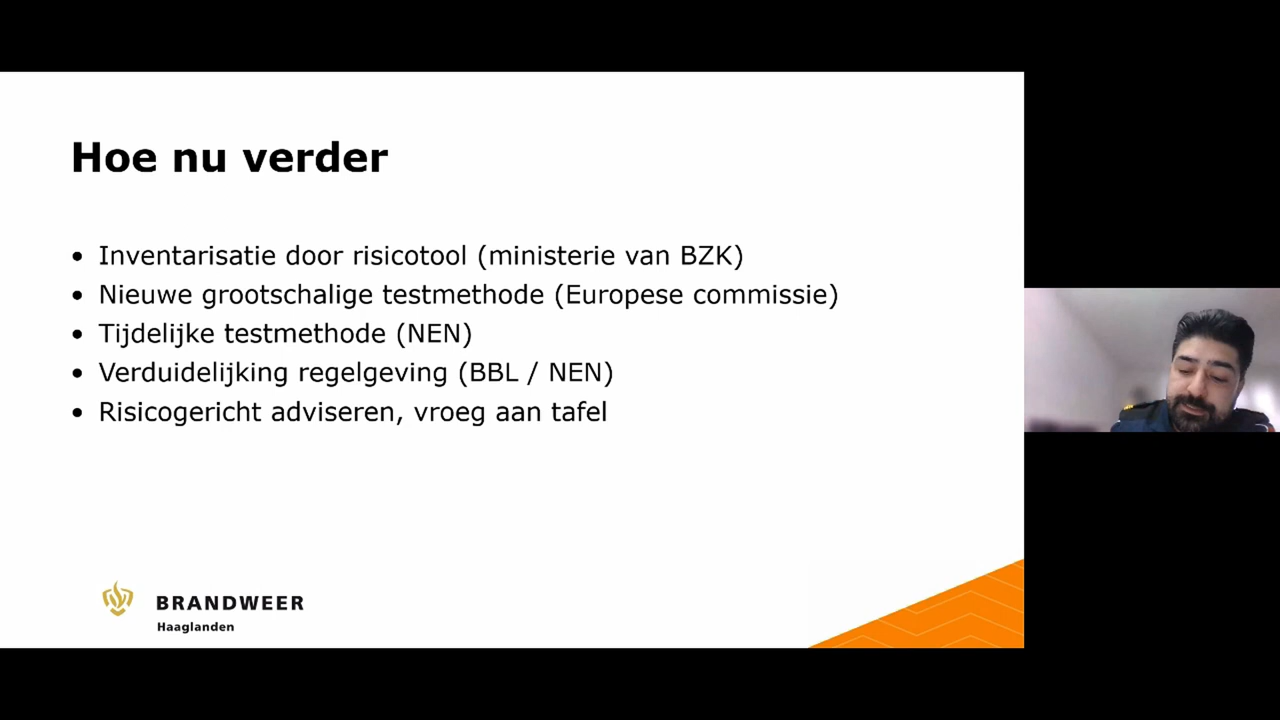 Hoe nu verder
• Inventarisatie door risicotool (ministerie van BZK)
• Nieuwe grootschalige testmethode (Europese commissie)
• Tijdelijke testmethode (NEN)
• Verduidelijking regelgeving (BBL / NEN)
• Risicogericht adviseren, vroeg aan tafel
BRANDWEER
Haaglanden